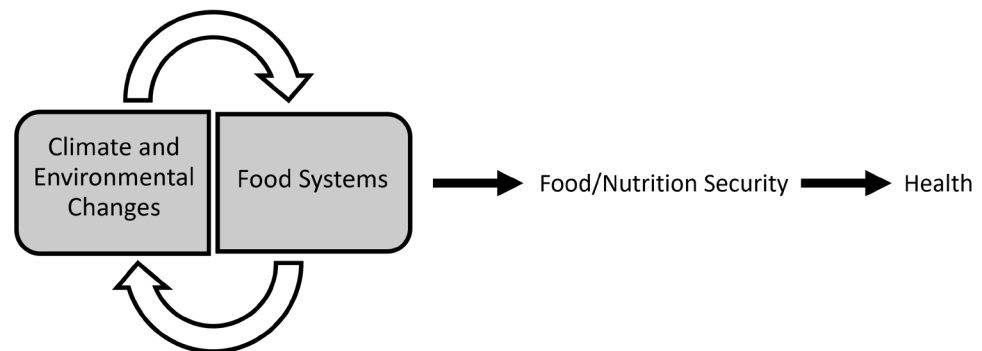 Climate and
Environmental
Changes
Food Systems
Food/Nutrition Security
Health